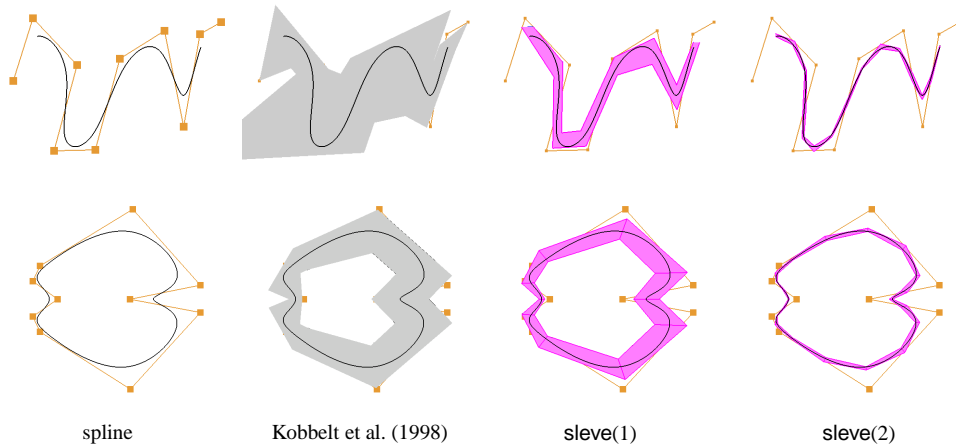 spline
Kobbelt et al. (1998)
sleve(1)
sleve(2)